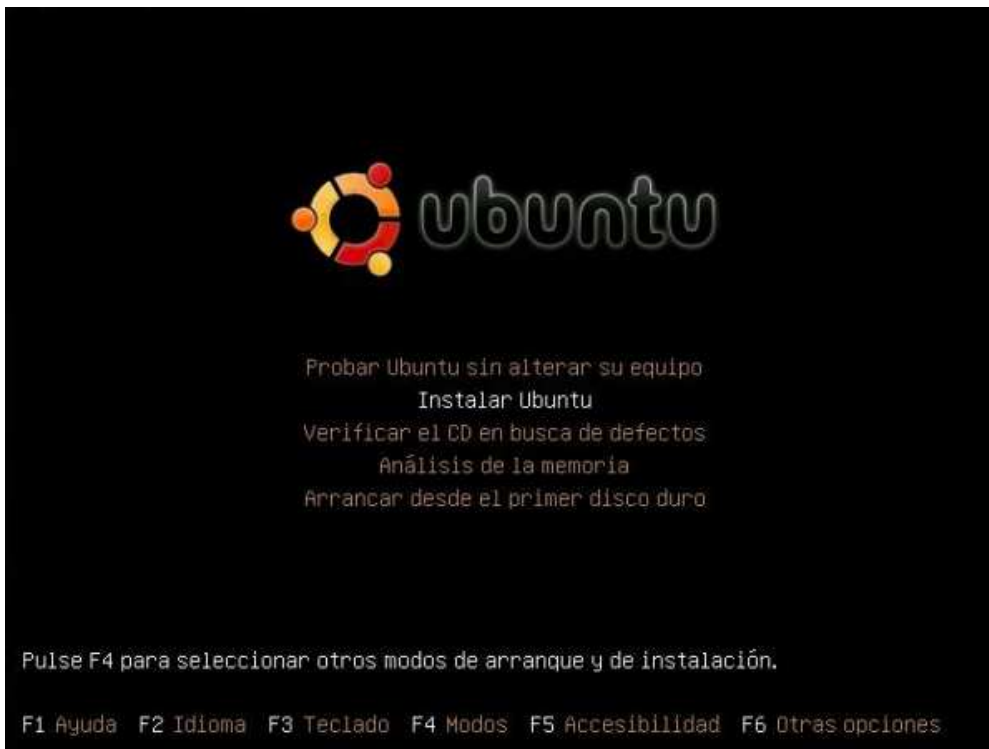 ubuntu
Probar Ubuntu sin alterar su equipo
Instalar Ubuntu
Verificar el CD en busca de defectos
Análisis de la memoria
Arrancar desde el primer disco duro
Pulse F4 para seleccionar otros modos de arranque y de instalación.
F1 Ayuda F2 Idioma F3 Teclado F4 Modos F5 Accesibilidad F6 Otras opciones